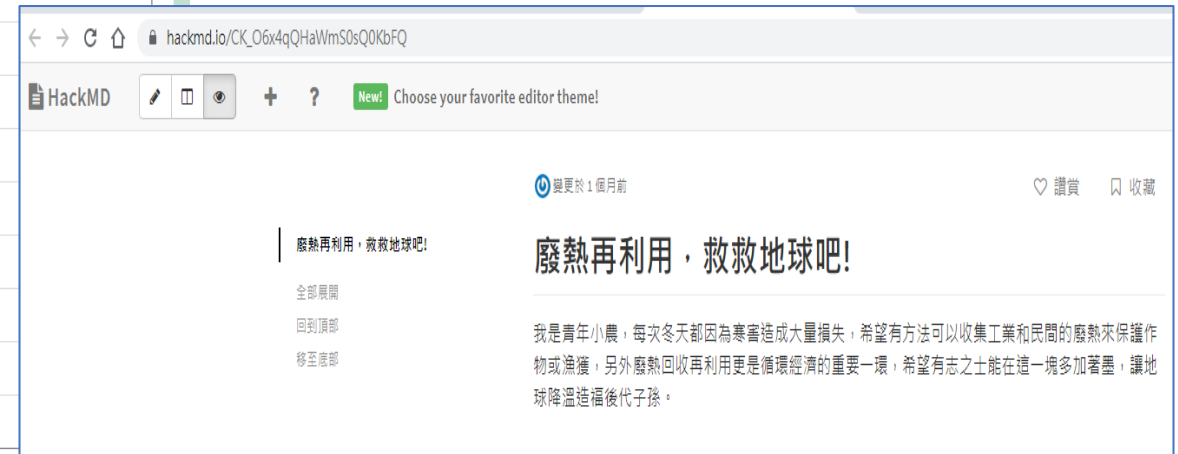 hackmd.io/CK_O6x4qQHaWmS0sQ0KbFQ
HackMD
New! Choose your favorite editor theme!
變更於 1 個月前
讚賞
收藏
廢熱再利用，救救地球吧!
全部展開
回到頂部
移至底部
廢熱再利用，救救地球吧!
我是青年小農，每次冬天都因為寒害造成大量損失，希望有方法可以收集工業和民間的廢熱來保護作
物或漁獲，另外廢熱回收再利用更是循環經濟的重要一環，希望有志之士能在這一塊多加著墨，讓地
球降溫造福後代子孫。